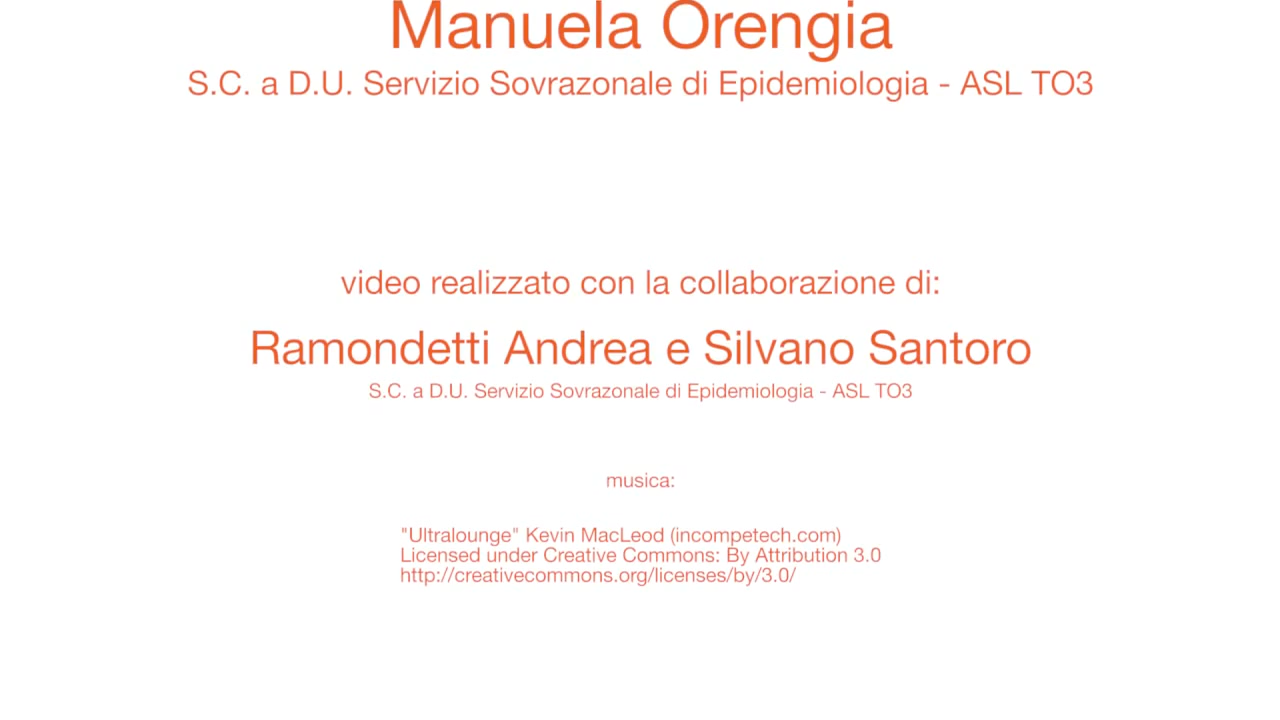 Manuela Orengia
S.C. a D.U. Servizio Sovrazonale di Epidemiologia - ASL TO3
video realizzato con la collaborazione di:
Ramondetti Andrea e Silvano Santoro
S.C. a D.U. Servizio Sovrazonale di Epidemiologia - ASL TO3
musica:
"Ultralounge" Kevin MacLeod (incompetech.com)
Licensed under Creative Commons: By Attribution 3.0
http://creativecommons.org/licenses/by/3.0/